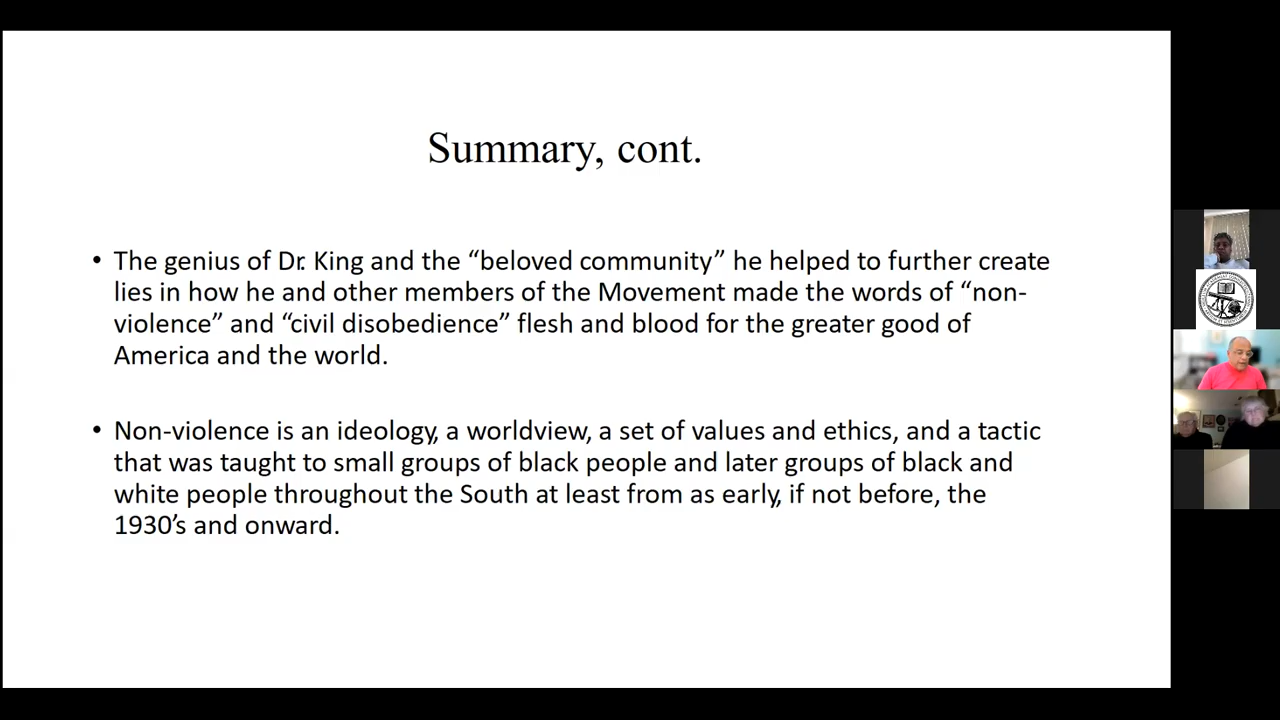 Summary, cont.
• The genius of Dr. King and the “beloved community” he helped to further create
lies in how he and other members of the Movement made the words of “non-
violence” and “civil disobedience” flesh and blood for the greater good of
America and the world.
• Non-violence is an ideology, a worldview, a set of values and ethics, and a tactic
that was taught to small groups of black people and later groups of black and
white people throughout the South at least from as early, if not before, the
1930’s and onward.